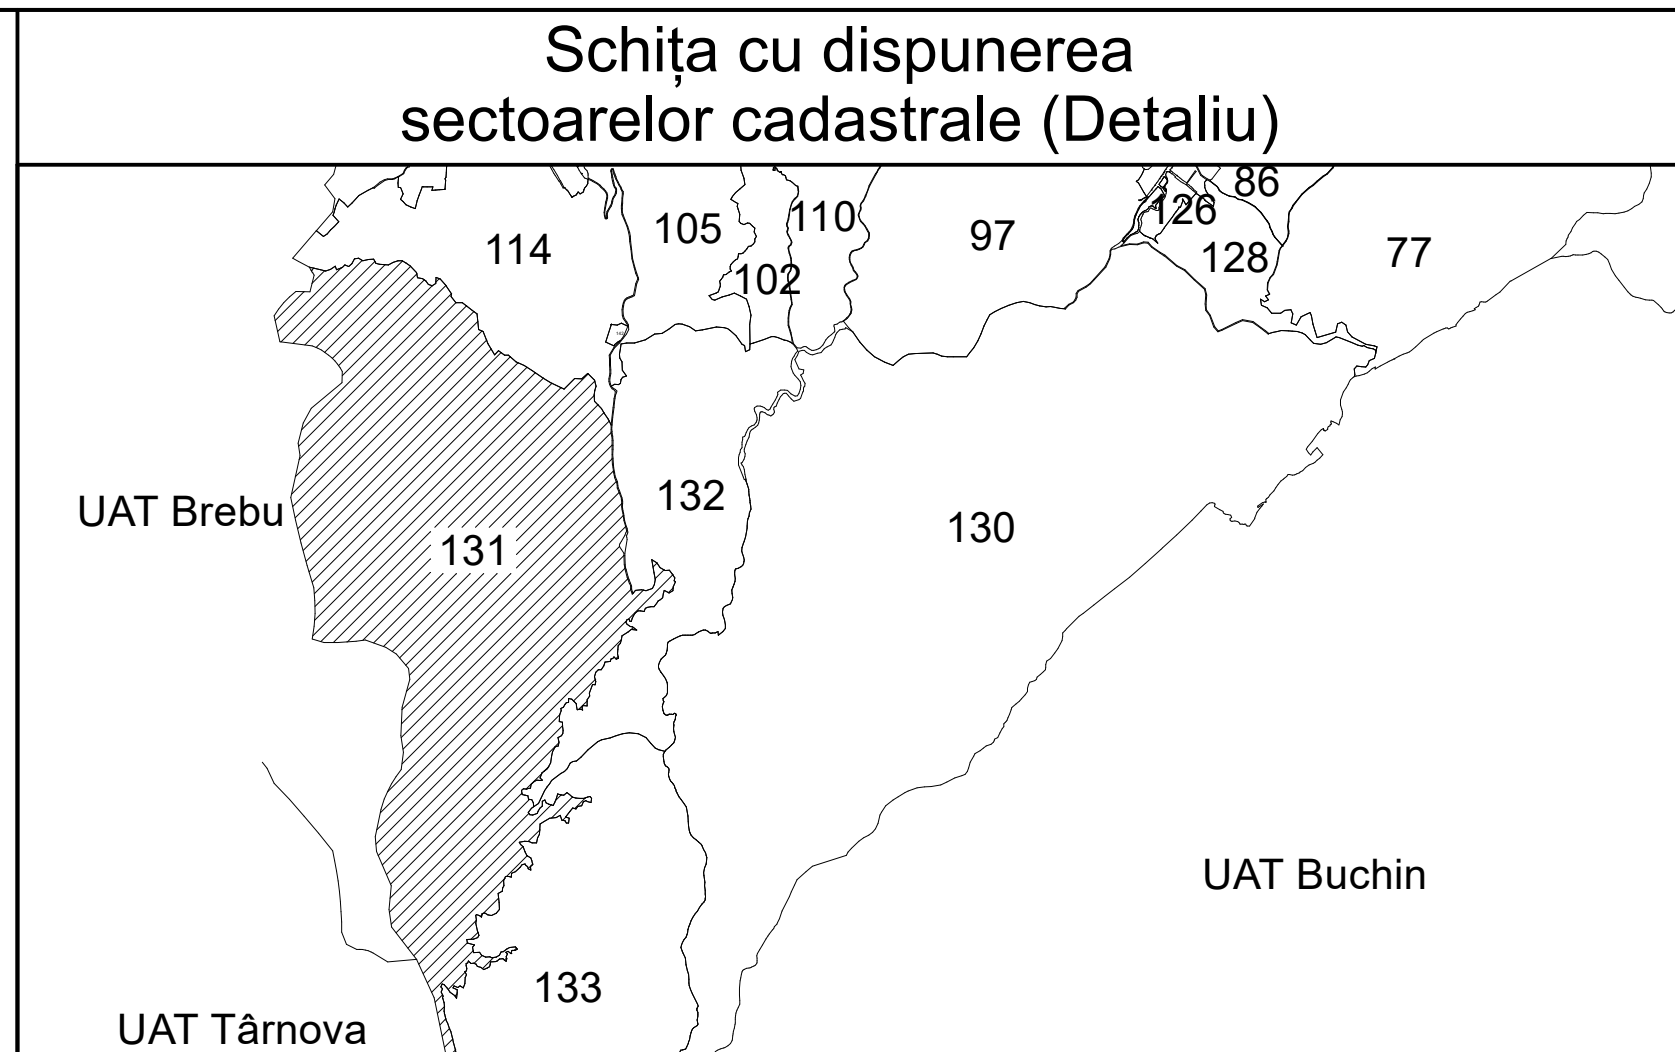 Schița cu dispunerea
sectoarelor cadastrale (Detaliu)
86
126
110
105
97
114
77
128
102
132
UAT Brebu
130
131
UAT Buchin
133
UAT Târnova